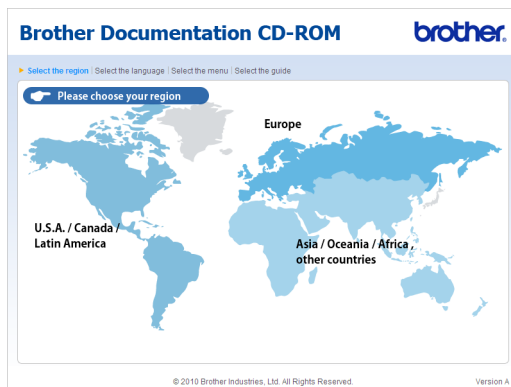 Brother Documentation CD-ROM
brother.
Select the region | Select the language | Select the menu | Select the guide
Please choose your region
Europe
U.S.A. / Canada /
Latin America
Asia / Oceania / Africa ,
other countries
© 2010 Brother Industries, Ltd. All Rights Reserved.
Version A